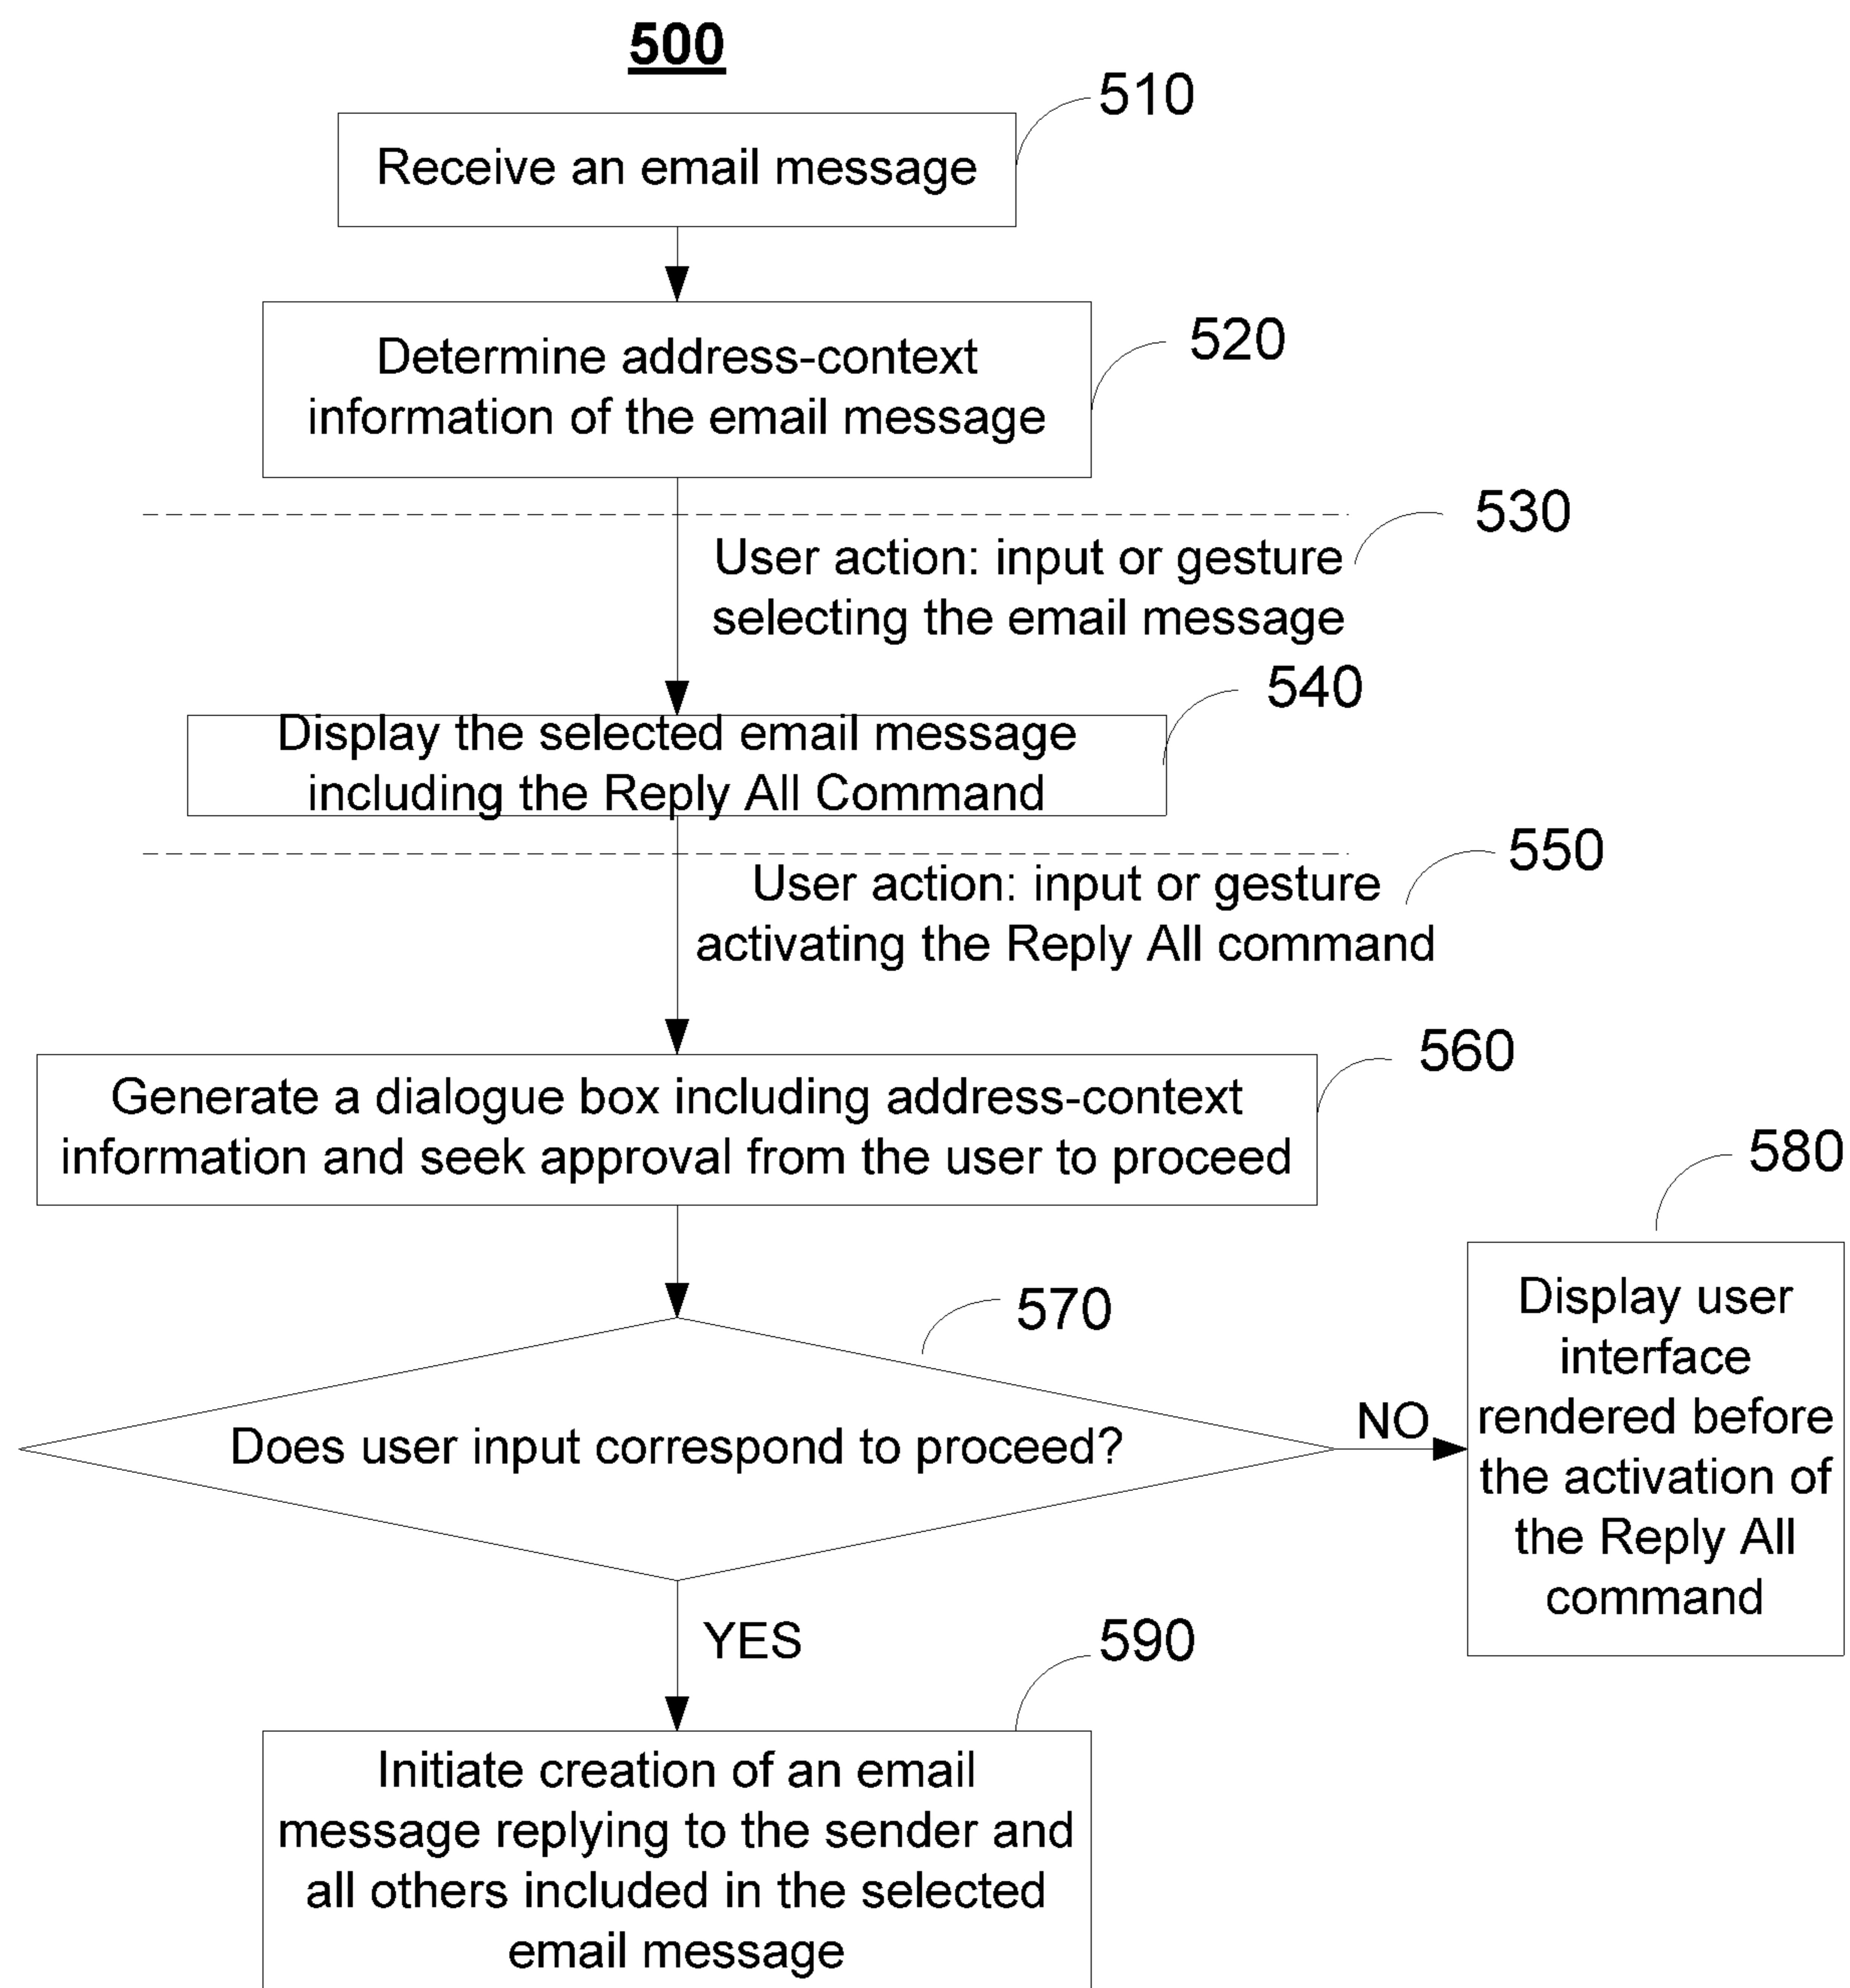 500
510
Receive an email message
520
Determine address-context
information of the email message
530
User action: input or gesture
selecting the email message
540
Display the selected email message
including the Reply All Command
550
User action: input or gesture
activating the Reply All command
560
Generate a dialogue box including address-context
information and seek approval from the user to proceed
570
Does user input correspond to proceed?
NO
580
Display user
interface
rendered before
the activation of
the Reply All
command
YES
590
Initiate creation of an email
message replying to the sender and
all others included in the selected
email message